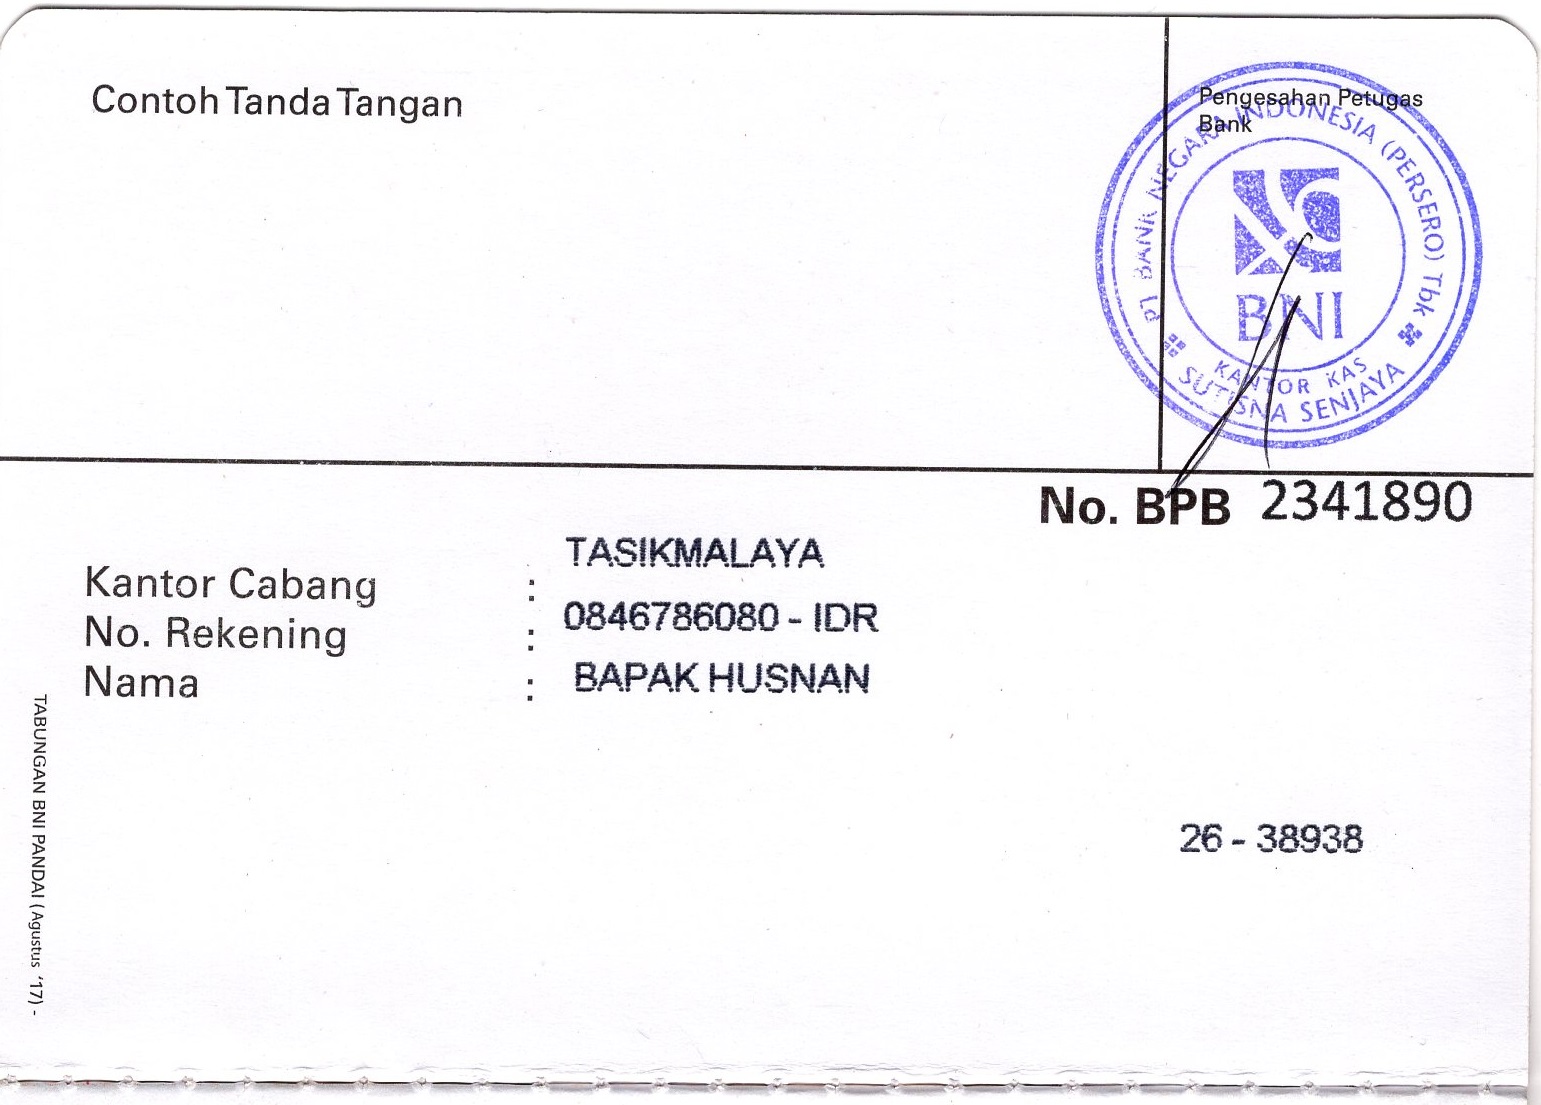 Contoh Tanda Tangan
Pengesahan Petugas
Bank
PT BANK NEGARA INDONESIA (PERSERO) Tbk
BNI
KANTOR KAS
SUTISNA SENJAYA
No. BPB 2341890
Kantor Cabang : TASIKMALAYA
No. Rekening : 0846786080 - IDR
Nama : BAPAK HUSNAN
26 - 38938
TABUNGAN BNI PANDAI ( Agustus '17) -